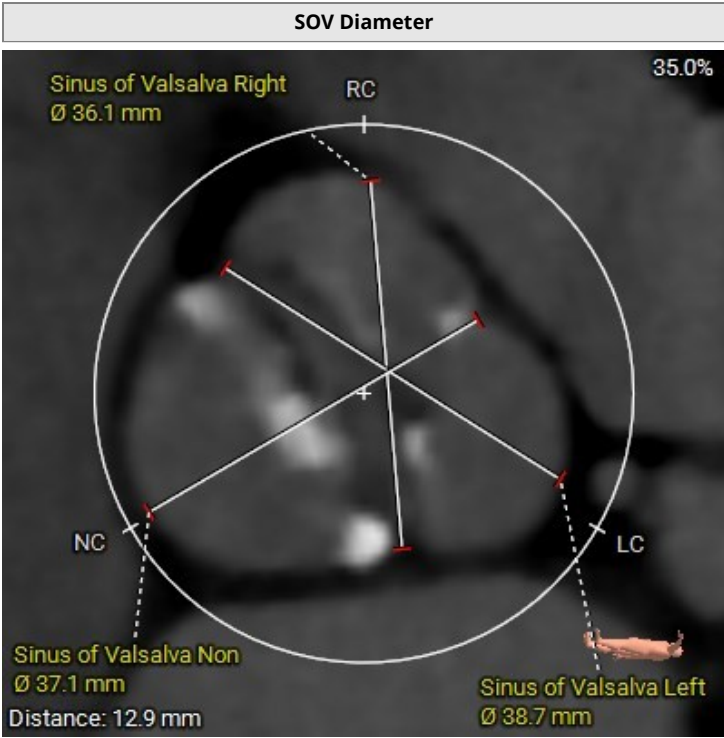 SOV Diameter
35.0%
Sinus of Valsalva Right
Ø 36.1 mm
RC
NC
LC
Sinus of Valsalva Non
Ø 37.1 mm
Distance: 12.9 mm
Sinus of Valsalva Left
Ø 38.7 mm